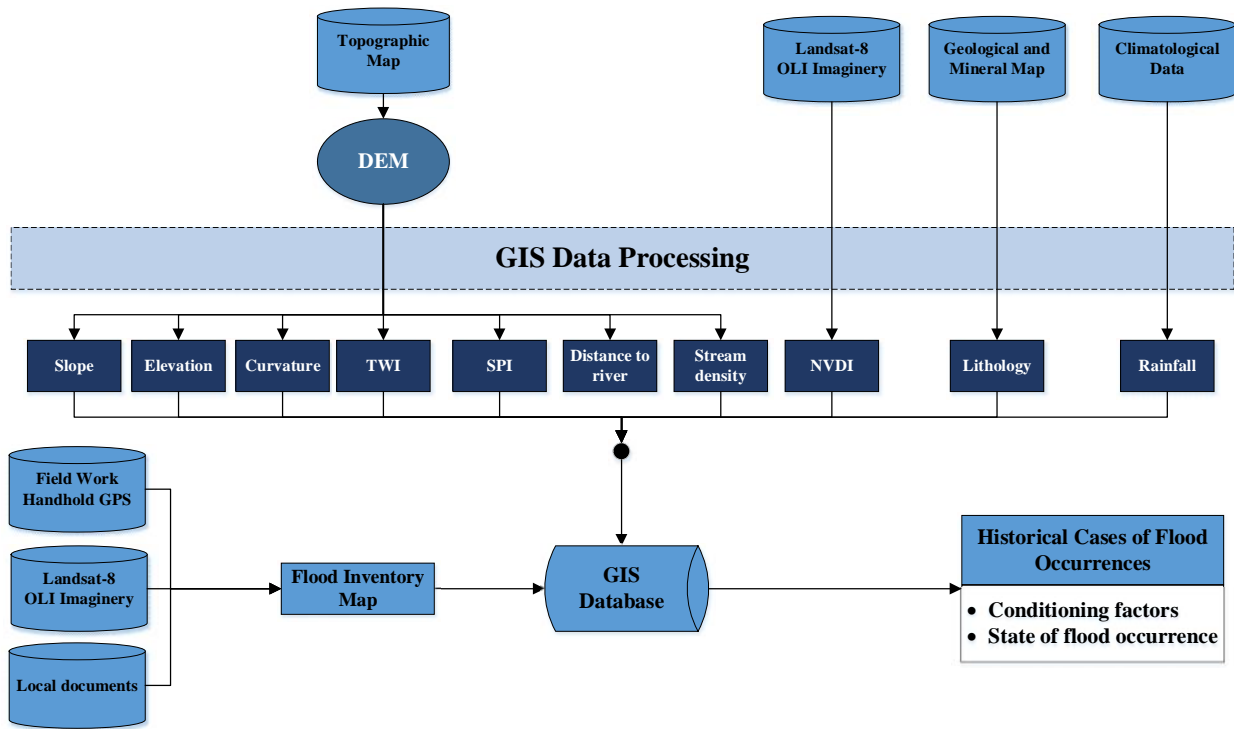 Topographic
Map
Landsat-8
OLI Imaginery
Geological and
Mineral Map
Climatological
Data
DEM
GIS Data Processing
Slope
Elevation
Curvature
TWI
SPI
Distance to
river
Stream
density
NVDI
Lithology
Rainfall
Field Work
Handhold GPS
Landsat-8
OLI Imaginery
Local documents
Flood Inventory
Map
GIS
Database
Historical Cases of Flood
Occurrences
• Conditioning factors
• State of flood occurrence